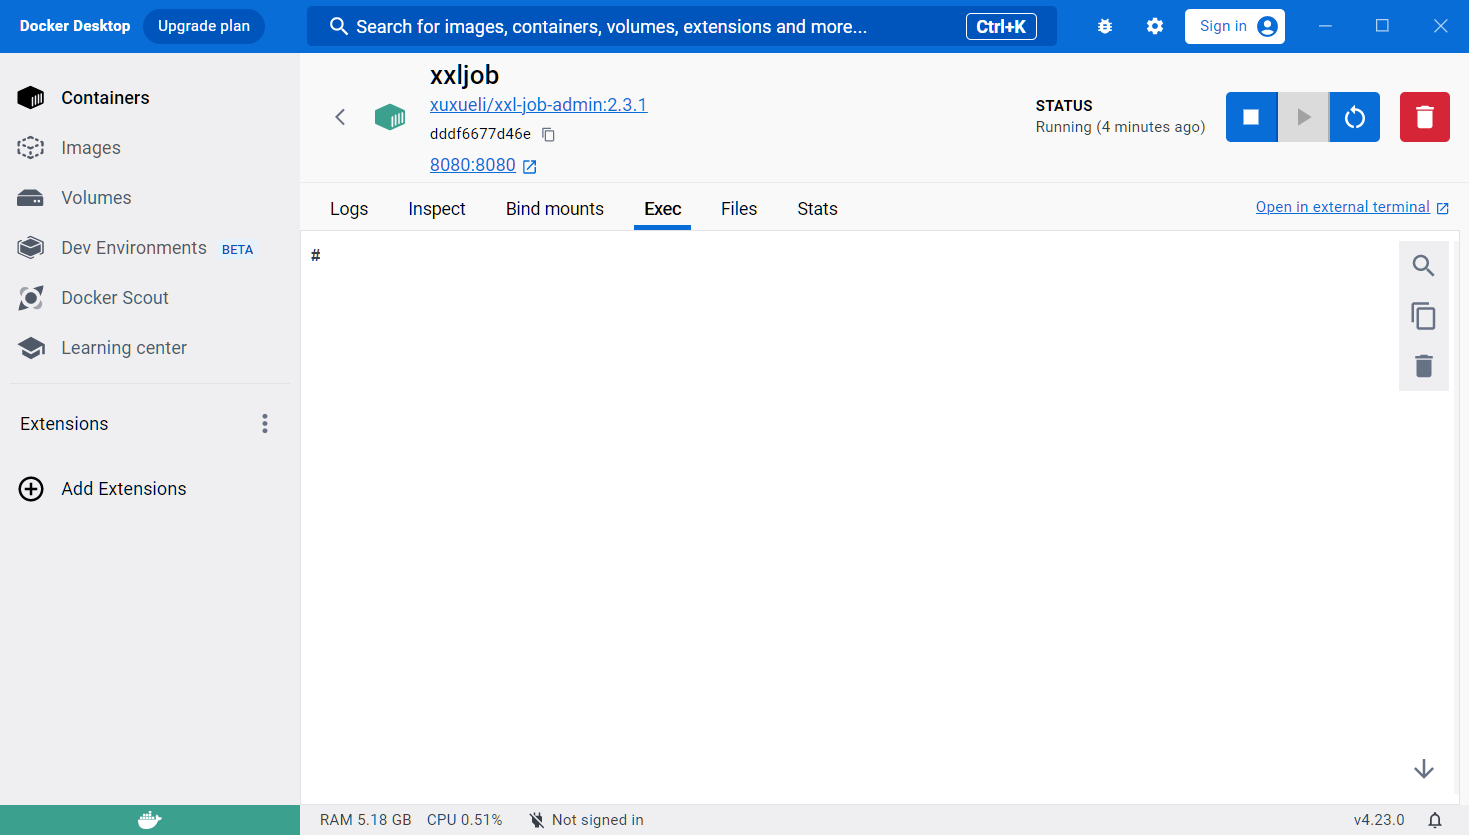 Docker Desktop
Upgrade plan
Search for images, containers, volumes, extensions and more...
Ctrl+K
Sign in
Containers
Images
Volumes
Dev Environments BETA
Docker Scout
Learning center
Extensions
Add Extensions
xxljob
xuxueli/xxl-job-admin:2.3.1
dddf6677d46e
8080:8080
STATUS
Running (4 minutes ago)
Logs
Inspect
Bind mounts
Exec
Files
Stats
Open in external terminal
#
RAM 5.18 GB
CPU 0.51%
Not signed in
v4.23.0